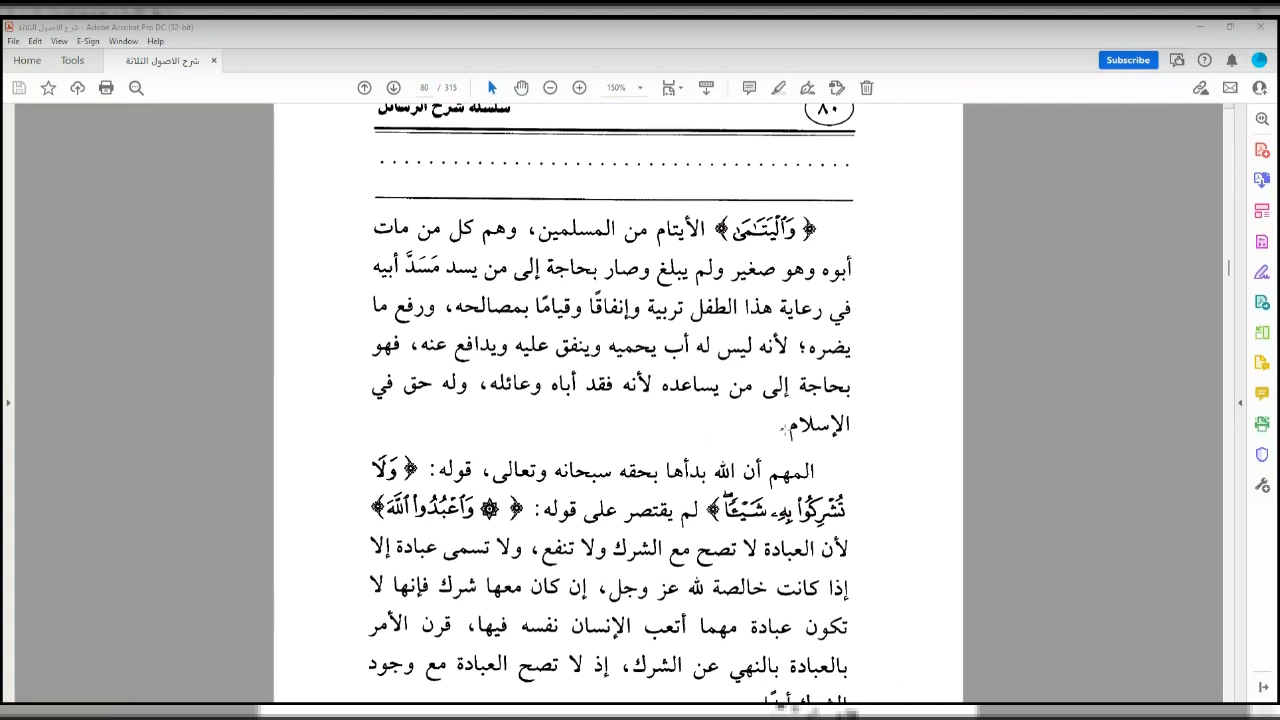 شرح الاصول الثلاثة - Adobe Acrobat Pro DC (32-bit)
File Edit View E-Sign Window Help
Home Tools شرح الاصول الثلاثة × Subscribe
80 / 315 150%
سلسلة شرح الرسائل ٨٠
﴿ وَٱلۡيَتَٰمَىٰ ﴾ الأيتام من المسلمين، وهم كل من مات
أبوه وهو صغير ولم يبلغ وصار بحاجة إلى من يسد مَسَدَّ أبيه
في رعاية هذا الطفل تربية وإنفاقًا وقيامًا بمصالحه، ورفع ما
يضره؛ لأنه ليس له أب يحميه وينفق عليه ويدافع عنه، فهو
بحاجة إلى من يساعده لأنه فقد أباه وعائله، وله حق في
الإسلام.
المهم أن الله بدأها بحقه سبحانه وتعالى، قوله: ﴿ وَلَا
تُشۡرِكُواْ بِهِۦ شَيۡـٔٗاۖ ﴾ لم يقتصر على قوله: ﴿ ۞ وَٱعۡبُدُواْ ٱللَّهَ ﴾
لأن العبادة لا تصح مع الشرك ولا تنفع، ولا تسمى عبادة إلا
إذا كانت خالصة لله عز وجل، إن كان معها شرك فإنها لا
تكون عبادة مهما أتعب الإنسان نفسه فيها، قرن الأمر
بالعبادة بالنهي عن الشرك، إذ لا تصح العبادة مع وجود